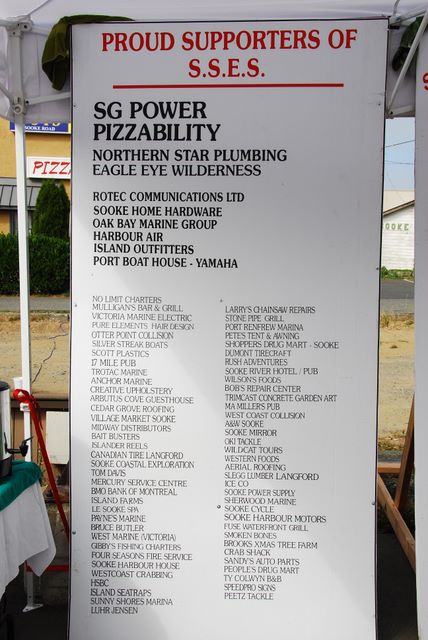 PROUD SUPPORTERS OF
S.S.E.S.
SG POWER
PIZZABILITY
NORTHERN STAR PLUMBING
EAGLE EYE WILDERNESS
ROTEC COMMUNICATIONS LTD
SOOKE HOME HARDWARE
OAK BAY MARINE GROUP
HARBOUR AIR
ISLAND OUTFITTERS
PORT BOAT HOUSE - YAMAHA
NO LIMIT CHARTERS
MULLIGAN'S BAR & GRILL
VICTORIA MARINE ELECTRIC
PURE ELEMENTS HAIR DESIGN
OTTER POINT COLLISION
SILVER STREAK BOATS
SCOTT PLASTICS
17 MILE PUB
TROTAC MARINE
ANCHOR MARINE
CREATIVE UPHOLSTERY
ARBUTUS COVE GUESTHOUSE
CEDAR GROVE ROOFING
VILLAGE MARKET SOOKE
MIDWAY DISTRIBUTORS
BAIT BUSTERS
ISLANDER REELS
CANADIAN TIRE LANGFORD
SOOKE COASTAL EXPLORATION
TOM DAVIS
MERCURY SERVICE CENTRE
BMO BANK OF MONTREAL
ISLAND FARMS
LE SOOKE SPA
PAYNE'S MARINE
BRUCE BUTLER
WEST MARINE (VICTORIA)
GIBBY'S FISHING CHARTERS
FOUR SEASONS FIRE SERVICE
SOOKE HARBOUR HOUSE
WESTCOAST CRABBING
HSBC
ISLAND SEATRAPS
SUNNY SHORES MARINA
LUHR JENSEN
LARRY'S CHAINSAW REPAIRS
STONE PIPE GRILL
PORT RENFREW MARINA
PETE'S TENT & AWNING
SHOPPERS DRUG MART - SOOKE
DUMONT TIRECRAFT
RUSH ADVENTURES
SOOKE RIVER HOTEL / PUB
WILSON'S FOODS
BOB'S REPAIR CENTER
TRIMCAST CONCRETE GARDEN ART
MA MILLER'S PUB
WEST COAST COLLISION
A&W SOOKE
SOOKE MIRROR
OKI TACKLE
WILDCAT TOURS
WESTERN FOODS
AERIAL ROOFING
SLEGG LUMBER LANGFORD
ICE CO
SOOKE POWER SUPPLY
SHERWOOD MARINE
SOOKE CYCLE
SOOKE HARBOUR MOTORS
FUSE WATERFRONT GRILL
SMOKEN BONES
BROOKS XMAS TREE FARM
CRAB SHACK
SANDY'S AUTO PARTS
PEOPLE'S DRUG MART
TY COLWYN B&B
SPEEDPRO SIGNS
PEETZ TACKLE
SOOKE ROAD
PIZZ
OOKE